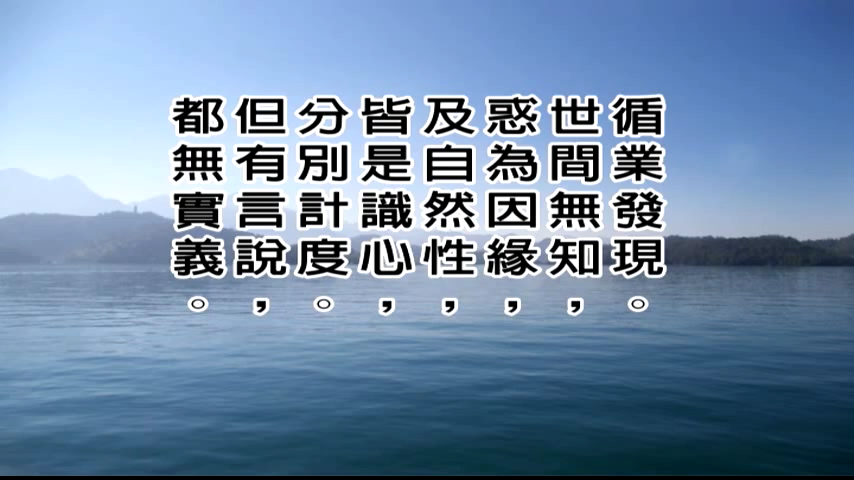 循業發現。
世間無知，
惑為因緣，
及自然性，
皆是識心，
分別計度。
但有言說，
都無實義。